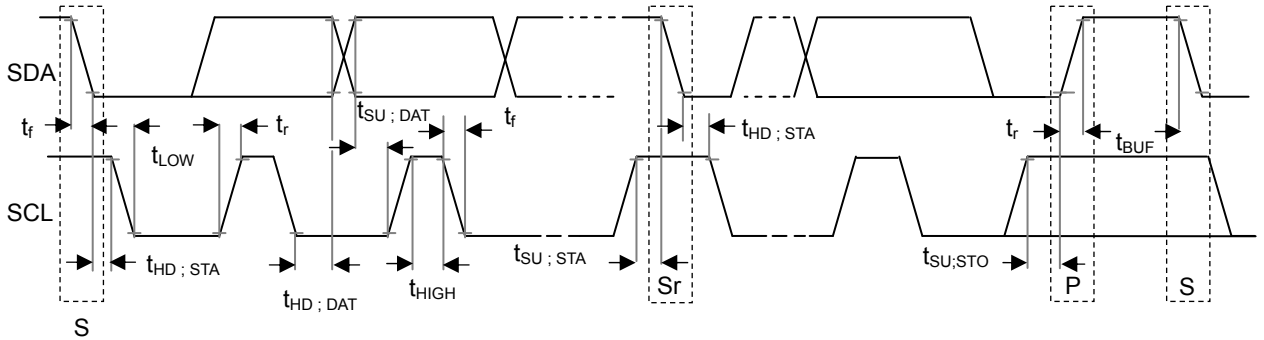 SDA
t_SU ; DAT
t_f
t_r
t_f
t_HD ; STA
t_r
t_LOW
t_BUF
SCL
t_HD ; STA
t_HD ; DAT
t_HIGH
t_SU ; STA
t_SU;STO
Sr
P
S
S